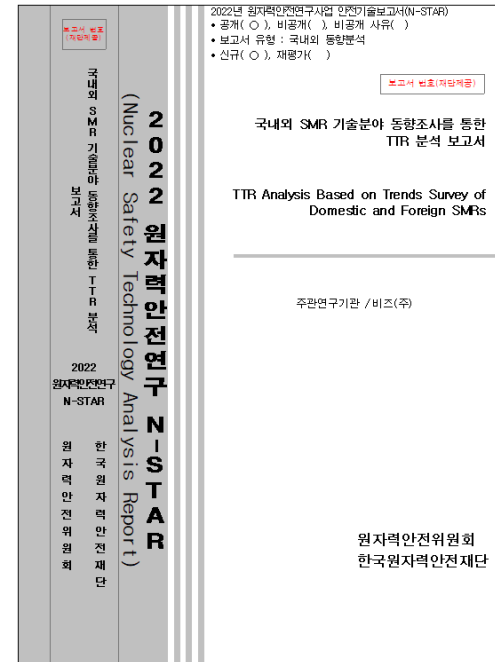 보고서 번호
(재단제공)
국내외 SMR 기술분야 동향조사를 통한 TTR 분석
보고서
2022
원자력안전연구
N-STAR
원자력안전위원회
한국원자력안전재단
2022 원자력안전연구 N-STAR
(Nuclear Safety Technology Analysis Report)
2022년 원자력안전연구사업 안전기술보고서(N-STAR)
• 공개( ○ ), 비공개( ), 비공개 사유( )
• 보고서 유형 : 국내외 동향분석
• 신규( ○ ), 재평가( )
보고서 번호(재단제공)
국내외 SMR 기술분야 동향조사를 통한
TTR 분석 보고서
TTR Analysis Based on Trends Survey of
Domestic and Foreign SMRs
주관연구기관 /비즈(주)
원자력안전위원회
한국원자력안전재단